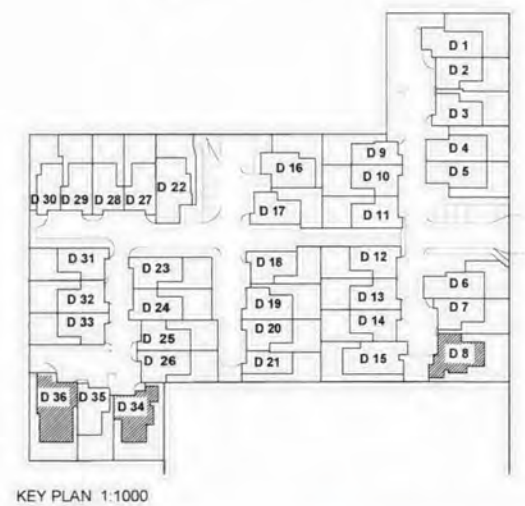 D 1
D 2
D 3
D 4
D 5
D 9
D 10
D 11
D 16
D 17
D 22
D 30 D 29 D 28 D 27
D 31
D 32
D 33
D 23
D 24
D 25
D 26
D 18
D 19
D 20
D 21
D 12
D 13
D 14
D 15
D 6
D 7
D 8
D 36 D 35 D 34
KEY PLAN 1:1000